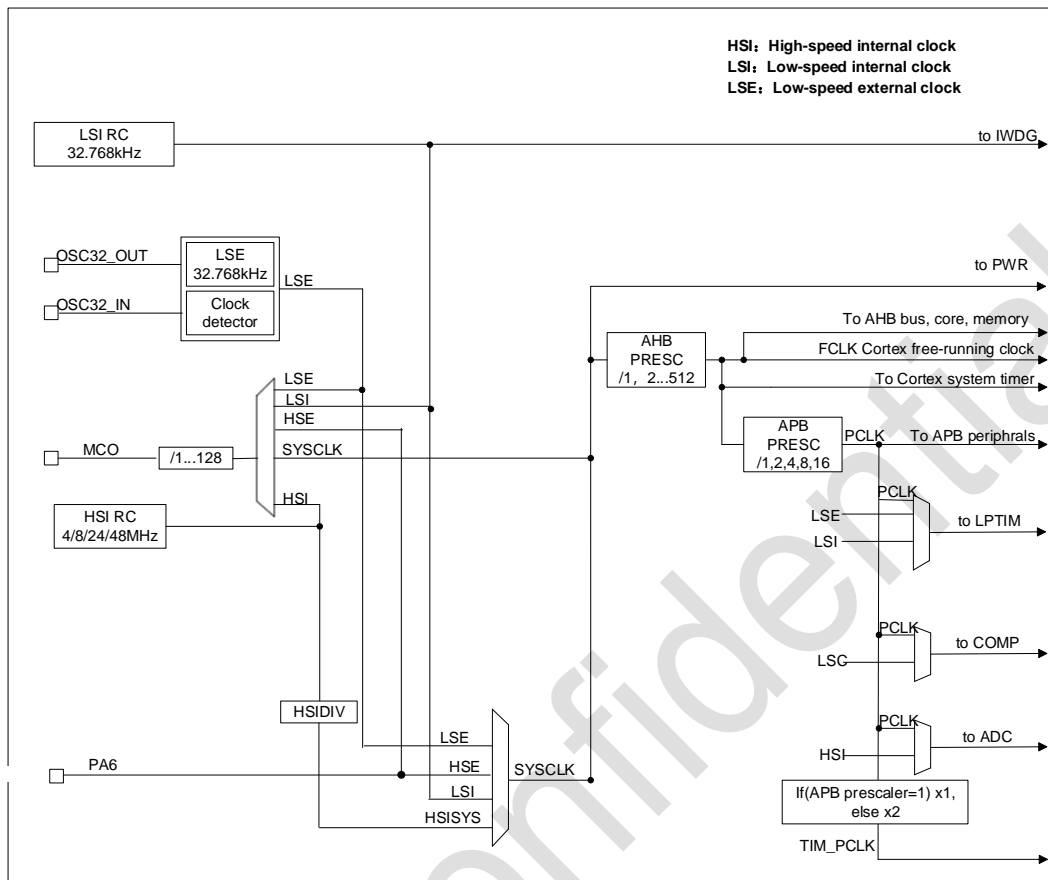 HSI：High-speed internal clock
LSI：Low-speed internal clock
LSE：Low-speed external clock
LSI RC
32.768kHz
to IWDG
OSC32_OUT
LSE
32.768kHz
LSE
OSC32_IN
Clock
detector
to PWR
To AHB bus, core, memory
AHB
PRESC
/1, 2...512
FCLK Cortex free-running clock
To Cortex system timer
LSE
LSI
HSE
MCO
/1...128
SYSCLK
HSI
APB
PRESC
/1,2,4,8,16
PCLK
To APB periphrals
HSI RC
4/8/24/48MHz
PCLK
LSE
LSI
to LPTIM
PCLK
LSC
to COMP
HSIDIV
PCLK
HSI
to ADC
LSE
PA6
HSE
SYSCLK
LSI
HSISYS
If(APB prescaler=1) x1,
else x2
TIM_PCLK
onfidential